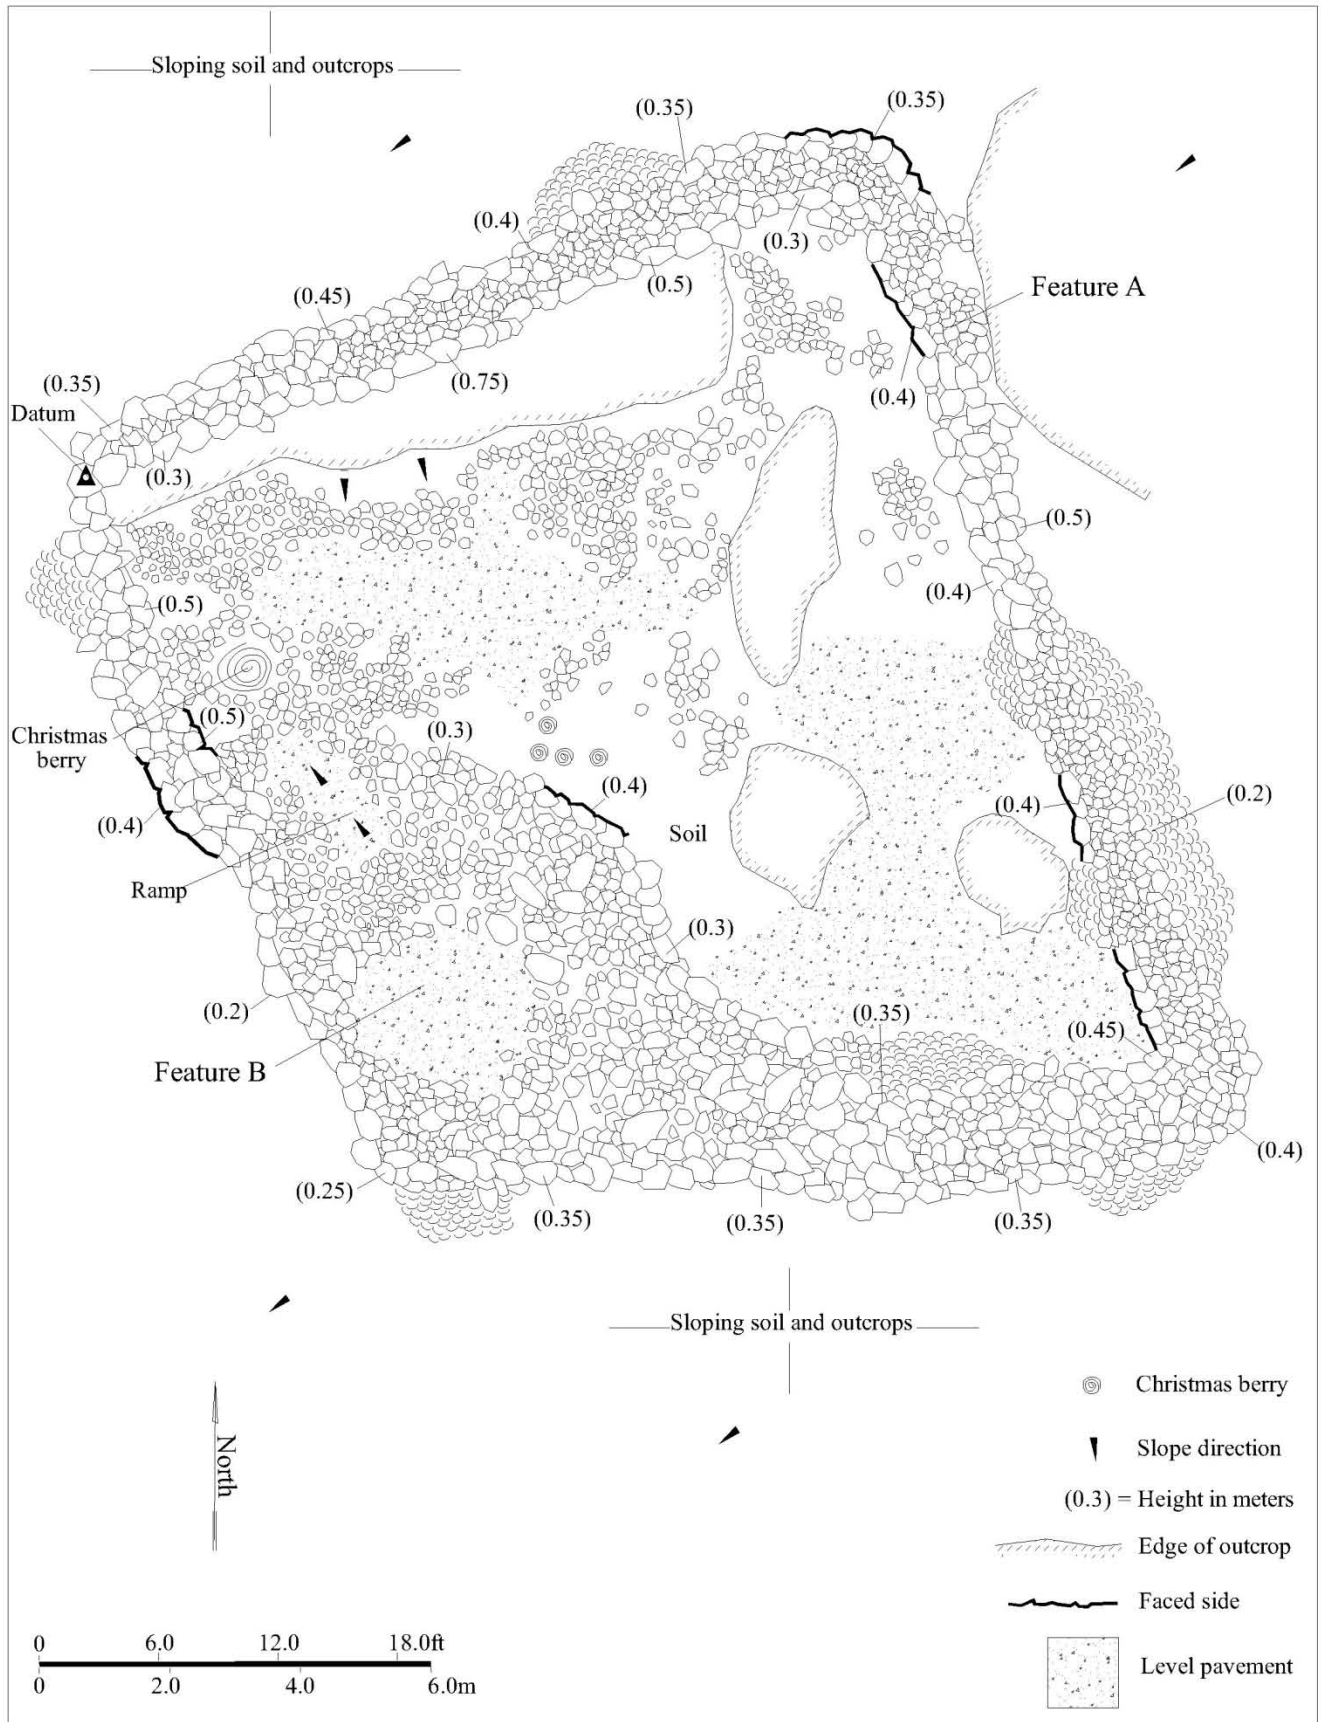 Sloping soil and outcrops
(0.35)
(0.35)
(0.4)
(0.3)
(0.5)
Feature A
(0.45)
(0.75)
(0.4)
(0.35)
Datum
(0.3)
(0.5)
(0.4)
(0.5)
Christmas
berry
(0.5)
(0.3)
(0.4)
(0.4)
(0.2)
(0.4)
Soil
Ramp
(0.3)
(0.2)
(0.35)
(0.45)
Feature B
(0.4)
(0.25)
(0.35)
(0.35)
(0.35)
Sloping soil and outcrops
North
Christmas berry
Slope direction
(0.3) = Height in meters
Edge of outcrop
Faced side
Level pavement
0 6.0 12.0 18.0ft
0 2.0 4.0 6.0m